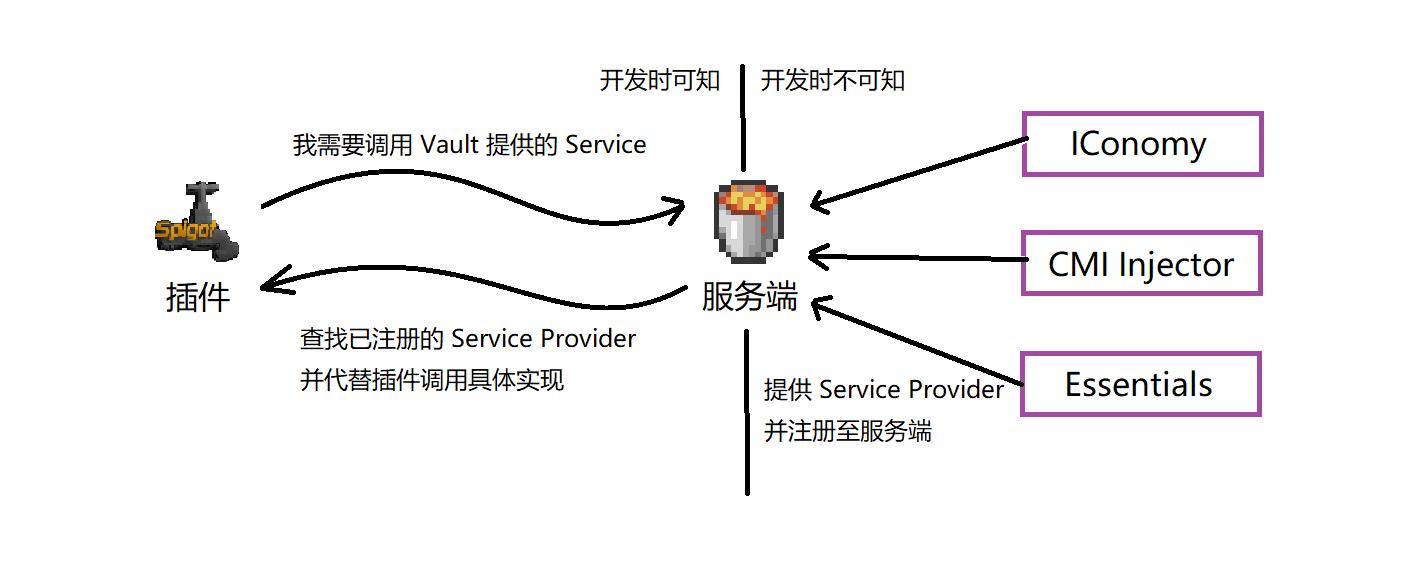 开发时可知
开发时不可知
我需要调用 Vault 提供的 Service
IConomy
Spigot
CMI Injector
插件
服务端
查找已注册的 Service Provider
并代替插件调用具体实现
提供 Service Provider
并注册至服务端
Essentials